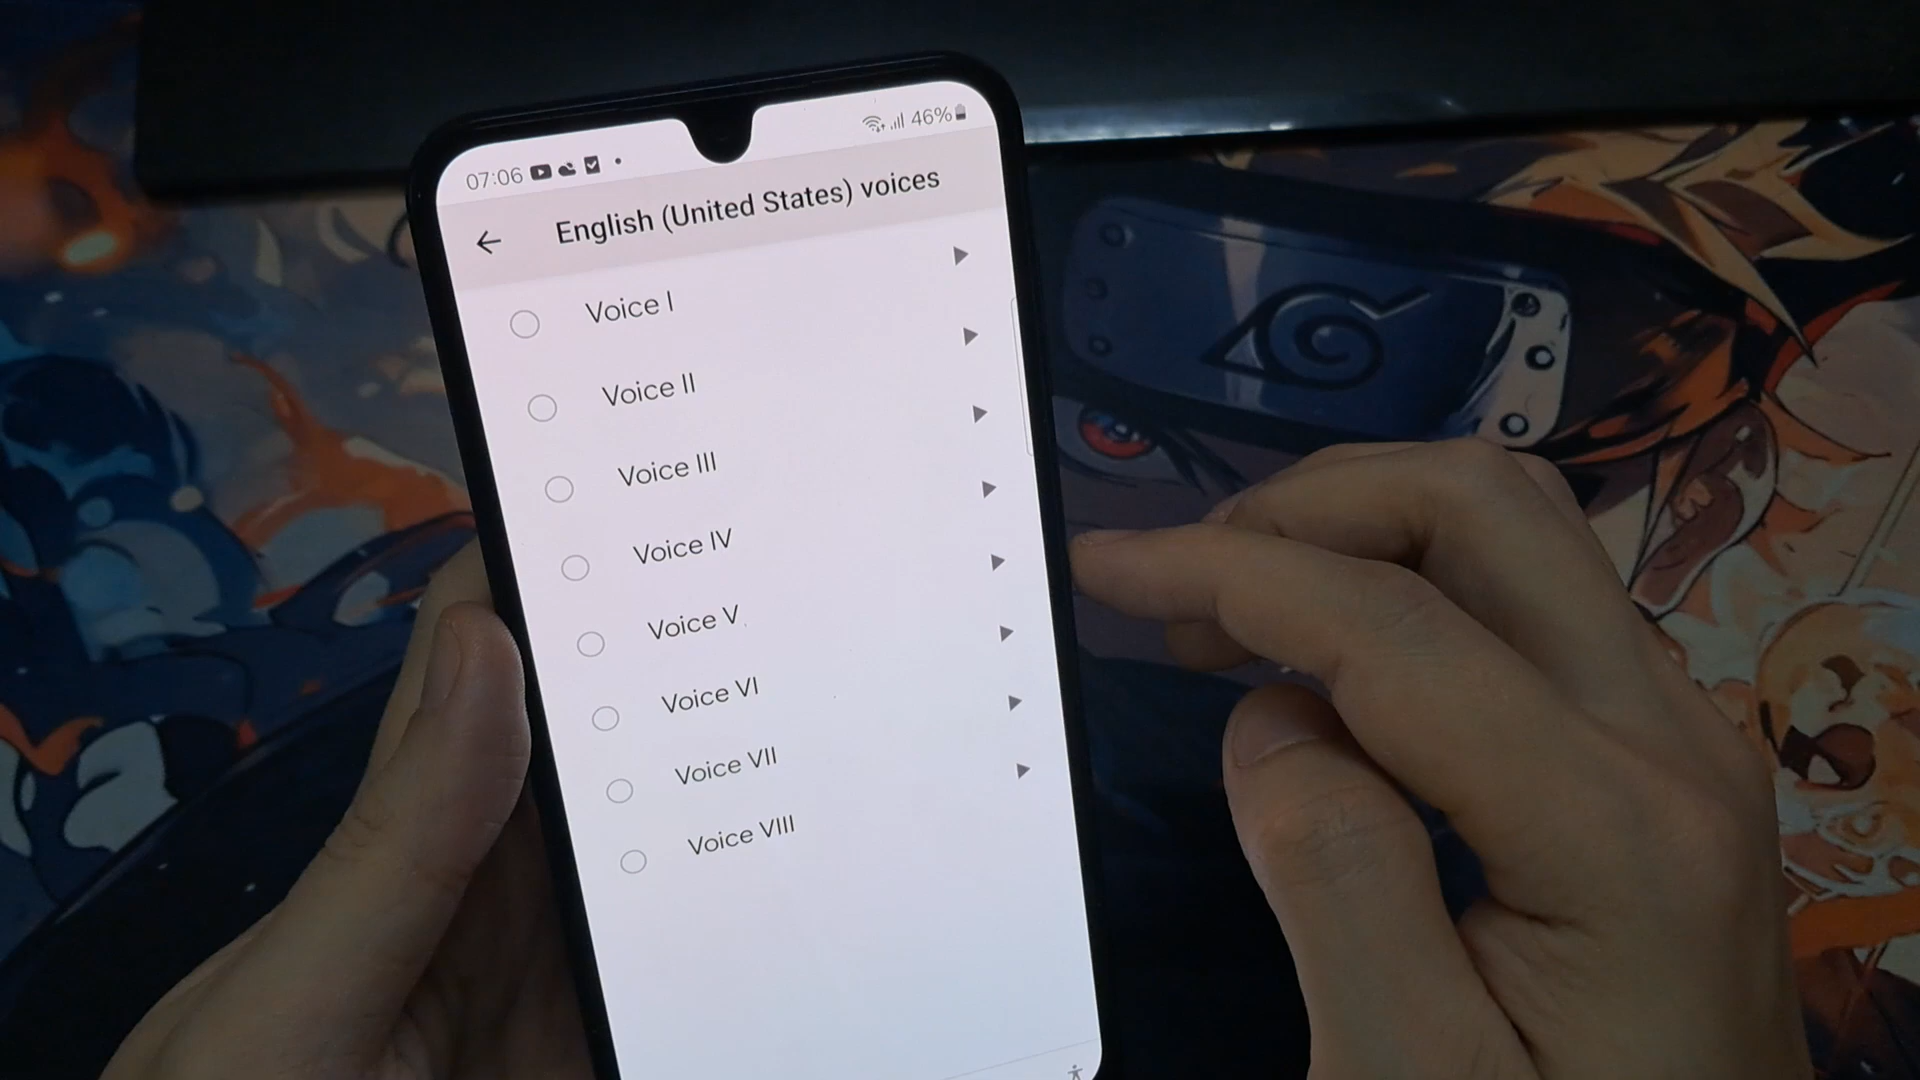 07:06
46%
English (United States) voices
Voice I
Voice II
Voice III
Voice IV
Voice V
Voice VI
Voice VII
Voice VIII